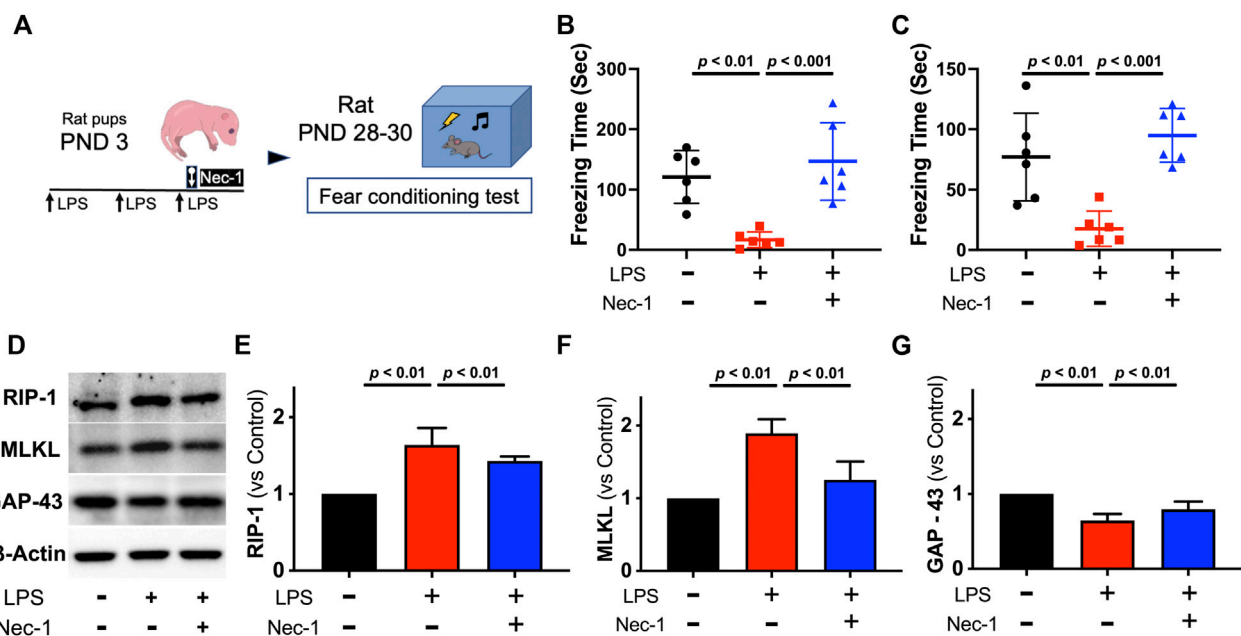 A
Rat pups
PND 3
Nec-1
LPS
LPS
LPS
Rat
PND 28-30
Fear conditioning test
B
p < 0.01
p < 0.001
Freezing Time (Sec)
300
200
100
0
LPS - + +
Nec-1 - - +
C
p < 0.01
p < 0.001
Freezing Time (Sec)
150
100
50
0
LPS - + +
Nec-1 - - +
D
RIP-1
MLKL
GAP-43
β-Actin
LPS - + +
Nec-1 - - +
E
p < 0.01
p < 0.01
RIP-1 (vs Control)
2
1
0
LPS - + +
Nec-1 - - +
F
p < 0.01
p < 0.01
MLKL (vs Control)
2
1
0
LPS - + +
Nec-1 - - +
G
p < 0.01
p < 0.01
GAP - 43 (vs Control)
2
1
0
LPS - + +
Nec-1 - - +